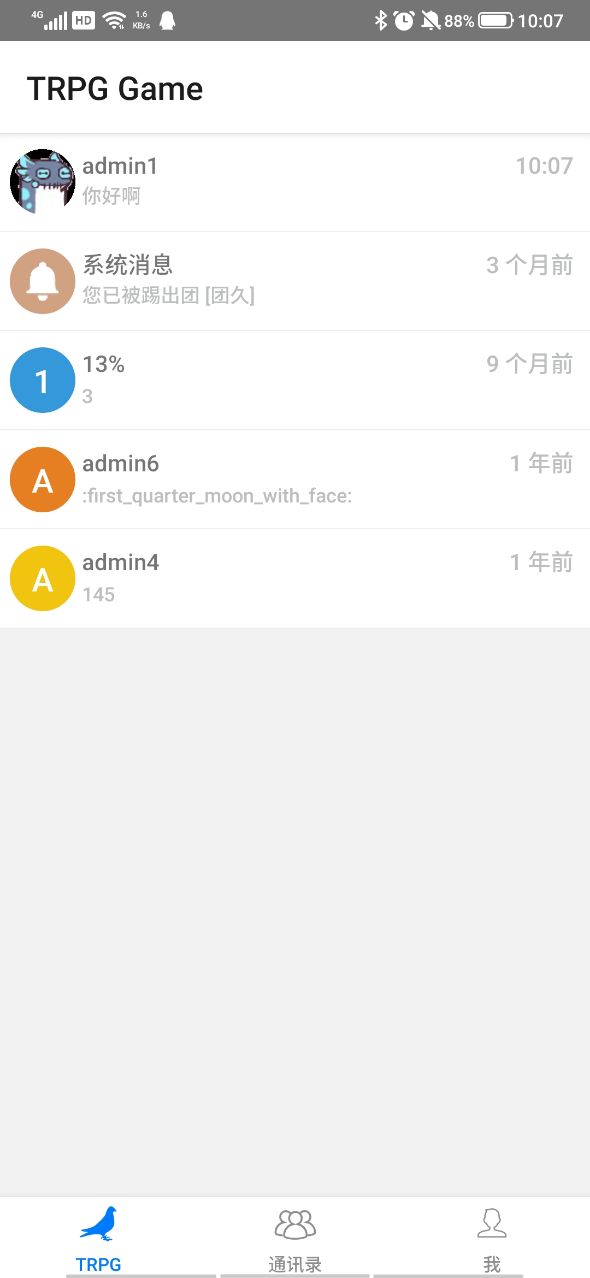 4G HD 1.6 KB/s 88% 10:07
TRPG Game
admin1 10:07
你好啊
系统消息 3 个月前
您已被踢出团 [团久]
1 13% 9 个月前
3
A admin6 1 年前
:first_quarter_moon_with_face:
A admin4 1 年前
145
TRPG 通讯录 我